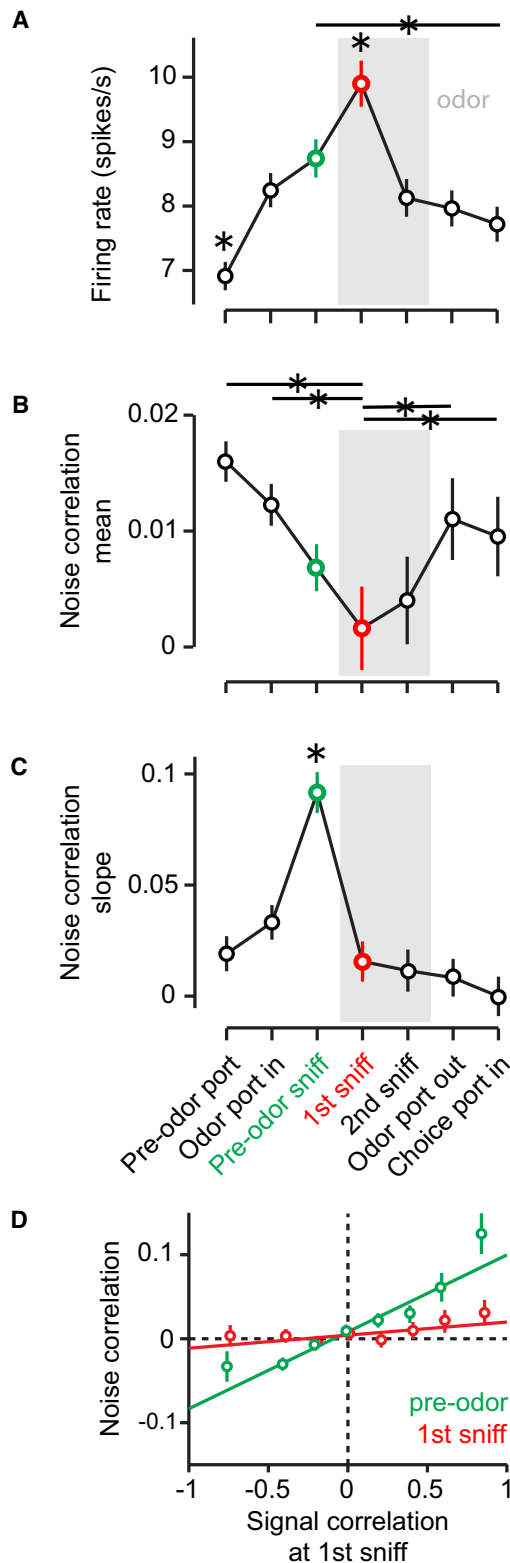 A
*
*
*
10
9
8
7
Firing rate (spikes/s)
odor
B
*
*
*
*
0.02
0.01
0
Noise correlation
mean
C
*
0.1
0.05
0
Noise correlation
slope
Pre-odor port
Odor port in
Pre-odor sniff
1st sniff
2nd sniff
Odor port out
Choice port in
D
0.1
0
-0.1
Noise correlation
pre-odor
1st sniff
-1
-0.5
0
0.5
1
Signal correlation
at 1st sniff